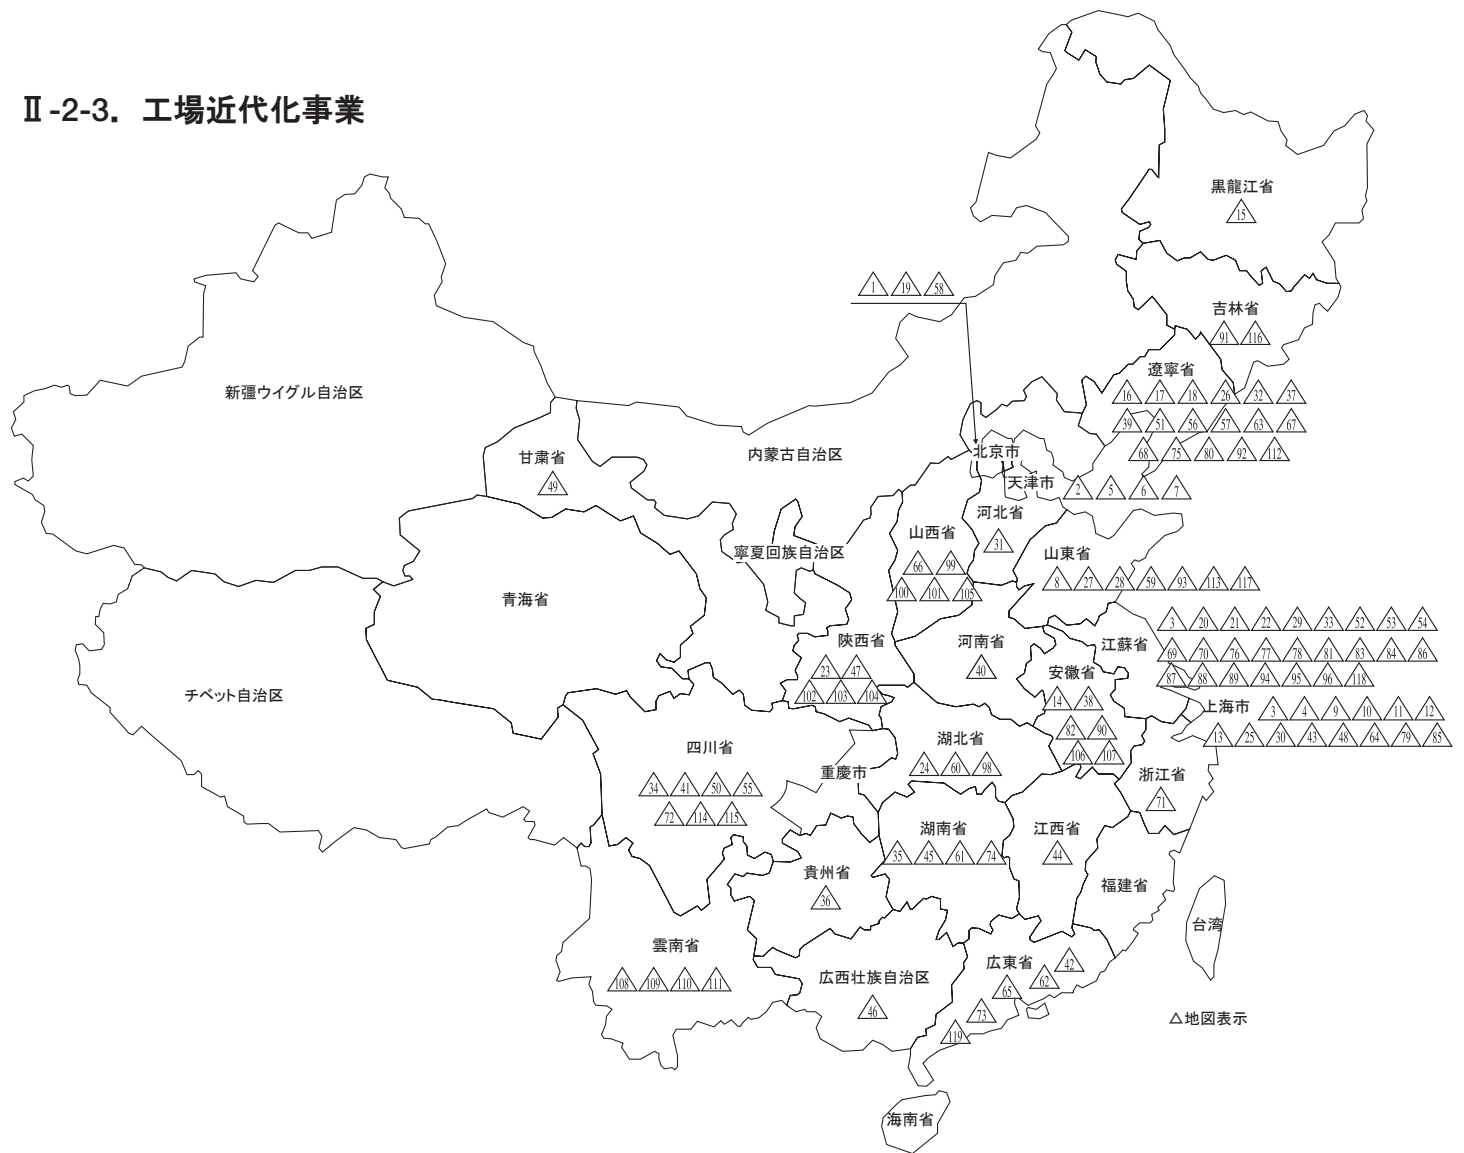 Ⅱ-2-3．工場近代化事業
黒龍江省
15
1 19 58
吉林省
91 116
遼寧省
16 17 18 26 32 37
39 51 56 57 63 67
68 75 80 92 112
新疆ウイグル自治区
甘粛省
49
内蒙古自治区
北京市
天津市
2 5 6 7
河北省
31
山西省
66 99
100 101 105
寧夏回族自治区
山東省
8 27 28 59 93 113 117
青海省
陝西省
23 47
102 103 104
河南省
40
江蘇省
3 20 21 22 29 33 52 53 54
69 70 76 77 78 81 83 84 86
87 88 89 94 95 96 118
安徽省
14 38
82 90
106 107
チベット自治区
上海市
3 4 9 10 11 12
13 25 30 43 48 64 79 85
四川省
34 41 50 55
72 114 115
重慶市
湖北省
24 60 98
浙江省
71
湖南省
35 45 61 74
江西省
44
貴州省
36
福建省
台湾
雲南省
108 109 110 111
広西壮族自治区
46
広東省
42
62
65
73
119
△地図表示
海南省